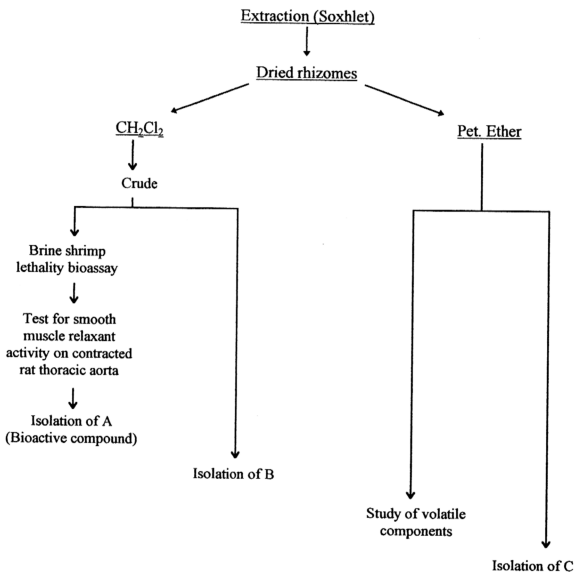 Extraction (Soxhlet)
Dried rhizomes
CH₂Cl₂
Pet. Ether
Crude
Brine shrimp
lethality bioassay
Test for smooth
muscle relaxant
activity on contracted
rat thoracic aorta
Isolation of A
(Bioactive compound)
Isolation of B
Study of volatile
components
Isolation of C